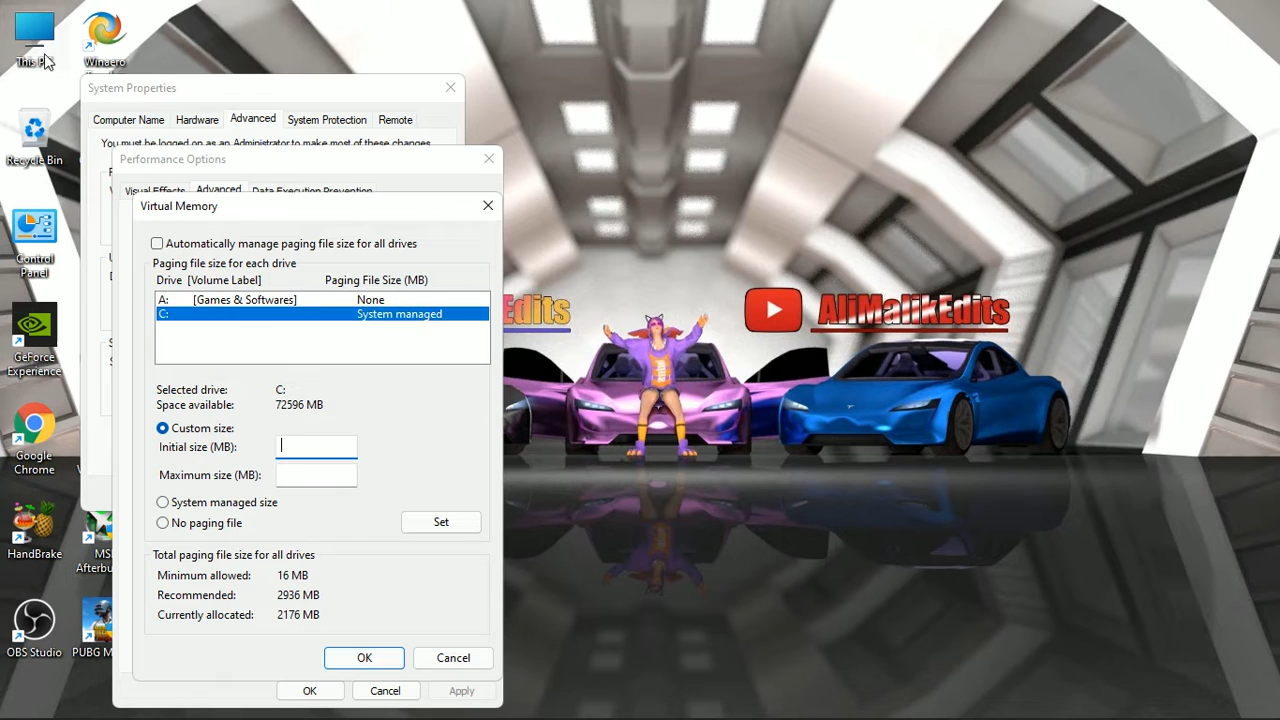 This P
Winaero
System Properties
Computer Name Hardware Advanced System Protection Remote
You must be logged on as an Administrator to make most of these changes.
Recycle Bin
Performance Options
Visual Effects Advanced Data Execution Prevention
Virtual Memory
Automatically manage paging file size for all drives
Paging file size for each drive
Drive [Volume Label] Paging File Size (MB)
A: [Games & Softwares] None
C: System managed
Control
Panel
Edits
AliMalikEdits
GeForce
Experience
Selected drive: C:
Space available: 72596 MB
Custom size:
Initial size (MB):
Maximum size (MB):
Google
Chrome
System managed size
No paging file
Set
HandBrake
MSI
Afterbu
Total paging file size for all drives
Minimum allowed: 16 MB
Recommended: 2936 MB
Currently allocated: 2176 MB
OBS Studio
PUBG M
OK Cancel
OK Cancel Apply